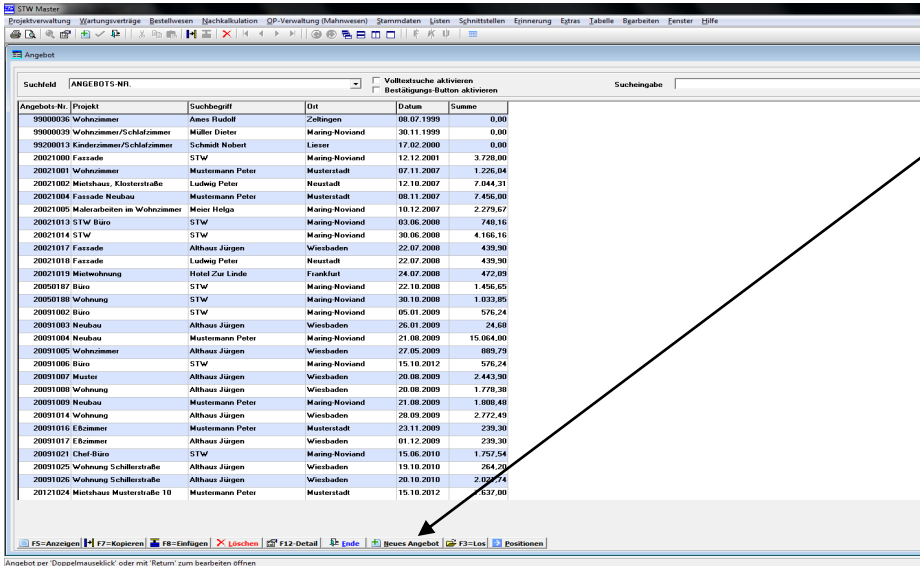 STW Master
Projektverwaltung Wartungsverträge Bestellwesen Nachkalkulation OP-Verwaltung (Mahnwesen) Stammdaten Listen Schnittstellen Erinnerung Extras Tabelle Bearbeiten Fenster Hilfe
Angebot
Suchfeld ANGEBOTS-NR. Volltextsuche aktivieren Sucheingabe
Bestätigungs-Button aktivieren
Angebots-Nr. Projekt Suchbegriff Ort Datum Summe
99000036 Wohnzimmer Ames Rudolf Zeltingen 08.07.1999 0,00
99000039 Wohnzimmer/Schlafzimmer Müller Dieter Maring-Noviand 30.11.1999 0,00
99200013 Kinderzimmer/Schlafzimmer Schmidt Nobert Lieser 17.02.2000 0,00
20021000 Fassade STW Maring-Noviand 12.12.2001 3.728,00
20021001 Wohnzimmer Mustermann Peter Musterstadt 07.11.2007 1.226,04
20021002 Mietshaus, Klosterstraße Ludwig Peter Neustadt 12.10.2007 7.044,31
20021004 Fassade Neubau Mustermann Peter Musterstadt 08.11.2007 7.456,00
20021005 Malerarbeiten im Wohnzimmer Meier Helga Maring-Noviand 10.12.2007 2.279,67
20021013 STW Büro STW Maring-Noviand 03.06.2008 748,16
20021014 STW STW Maring-Noviand 30.06.2008 4.166,16
20021017 Fassade Althaus Jürgen Wiesbaden 22.07.2008 439,90
20021018 Fassade Ludwig Peter Neustadt 22.07.2008 439,90
20021019 Mietwohnung Hotel Zur Linde Frankfurt 24.07.2008 472,09
20050187 Büro STW Maring-Noviand 22.10.2008 1.456,65
20050188 Wohnung STW Maring-Noviand 30.10.2008 1.033,85
20091002 Büro STW Maring-Noviand 05.01.2009 576,24
20091003 Neubau Althaus Jürgen Wiesbaden 26.01.2009 24,68
20091004 Neubau Mustermann Peter Maring-Noviand 21.08.2009 15.064,00
20091005 Wohnzimmer Althaus Jürgen Wiesbaden 27.05.2009 889,79
20091006 Büro STW Maring-Noviand 15.10.2012 576,24
20091007 Muster Althaus Jürgen Wiesbaden 20.08.2009 2.443,90
20091008 Wohnung Althaus Jürgen Wiesbaden 20.08.2009 1.778,38
20091009 Neubau Mustermann Peter Maring-Noviand 21.08.2009 1.808,48
20091014 Wohnung Althaus Jürgen Wiesbaden 28.09.2009 2.772,49
20091016 Eßzimmer Mustermann Peter Musterstadt 23.11.2009 239,30
20091017 Eßzimmer Althaus Jürgen Wiesbaden 01.12.2009 239,30
20091021 Chef-Büro STW Maring-Noviand 15.06.2010 1.757,54
20091025 Wohnung Schillerstraße Althaus Jürgen Wiesbaden 19.10.2010 264,20
20091026 Wohnung Schillerstraße Althaus Jürgen Wiesbaden 20.10.2010
20121024 Mietshaus Musterstraße 10 Mustermann Peter Musterstadt 15.10.2012
F5=Anzeigen F7=Kopieren F8=Einfügen Löschen F12-Detail Ende Neues Angebot F3=Los Positionen
Angebot per 'Doppelmauseklick' oder mit 'Return' zum bearbeiten öffnen